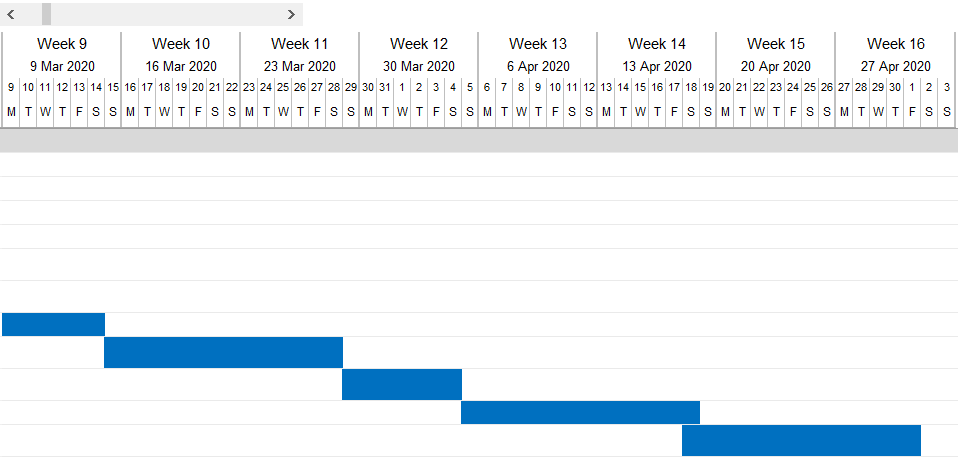 Week 9 Week 10 Week 11 Week 12 Week 13 Week 14 Week 15 Week 16
9 Mar 2020 16 Mar 2020 23 Mar 2020 30 Mar 2020 6 Apr 2020 13 Apr 2020 20 Apr 2020 27 Apr 2020
9 10 11 12 13 14 15 16 17 18 19 20 21 22 23 24 25 26 27 28 29 30 31 1 2 3 4 5 6 7 8 9 10 11 12 13 14 15 16 17 18 19 20 21 22 23 24 25 26 27 28 29 30 1 2 3
M T W T F S S M T W T F S S M T W T F S S M T W T F S S M T W T F S S M T W T F S S M T W T F S S M T W T F S S